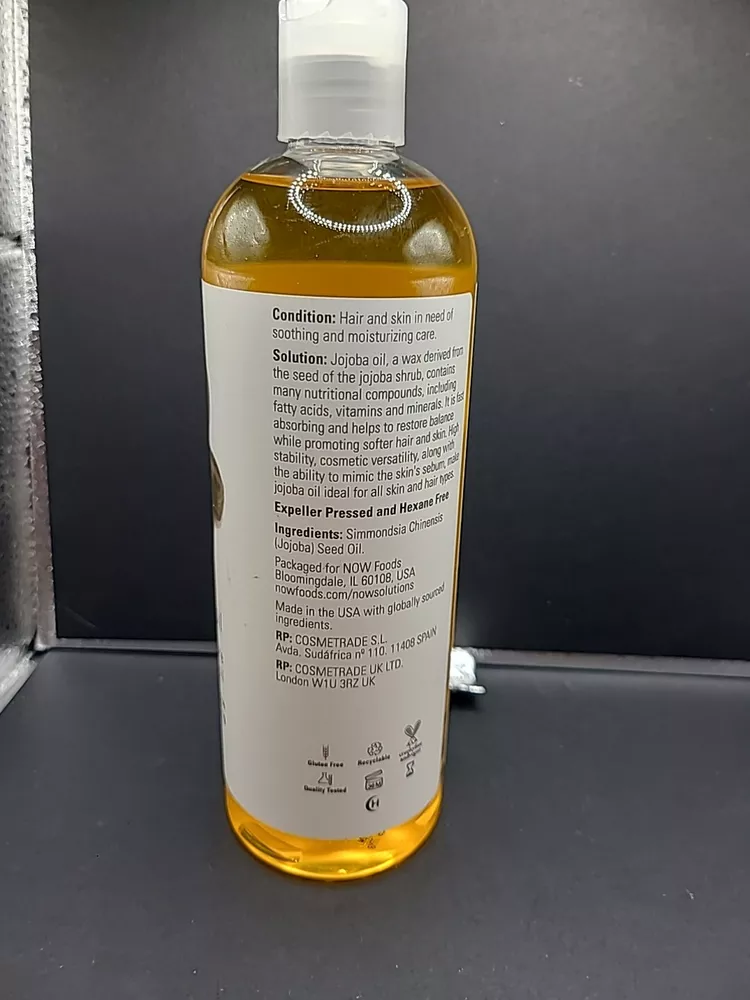 Condition: Hair and skin in need of
soothing and moisturizing care.
Solution: Jojoba oil, a wax derived from
the seed of the jojoba shrub, contains
many nutritional compounds, including
fatty acids, vitamins and minerals. It is fast
absorbing and helps to restore balance
while promoting softer hair and skin. High
stability, cosmetic versatility, along with
the ability to mimic the skin's sebum, make
jojoba oil ideal for all skin and hair types.
Expeller Pressed and Hexane Free
Ingredients: Simmondsia Chinensis
(Jojoba) Seed Oil.
Packaged for NOW Foods
Bloomingdale, IL 60108, USA
nowfoods.com/nowsolutions
Made in the USA with globally sourced
ingredients.
RP: COSMETRADE S.L.
Avda. Sudáfrica nº 110. 11408 SPAIN
RP: COSMETRADE UK LTD.
London W1U 3RZ UK
Gluten Free Recyclable
Quality Tested